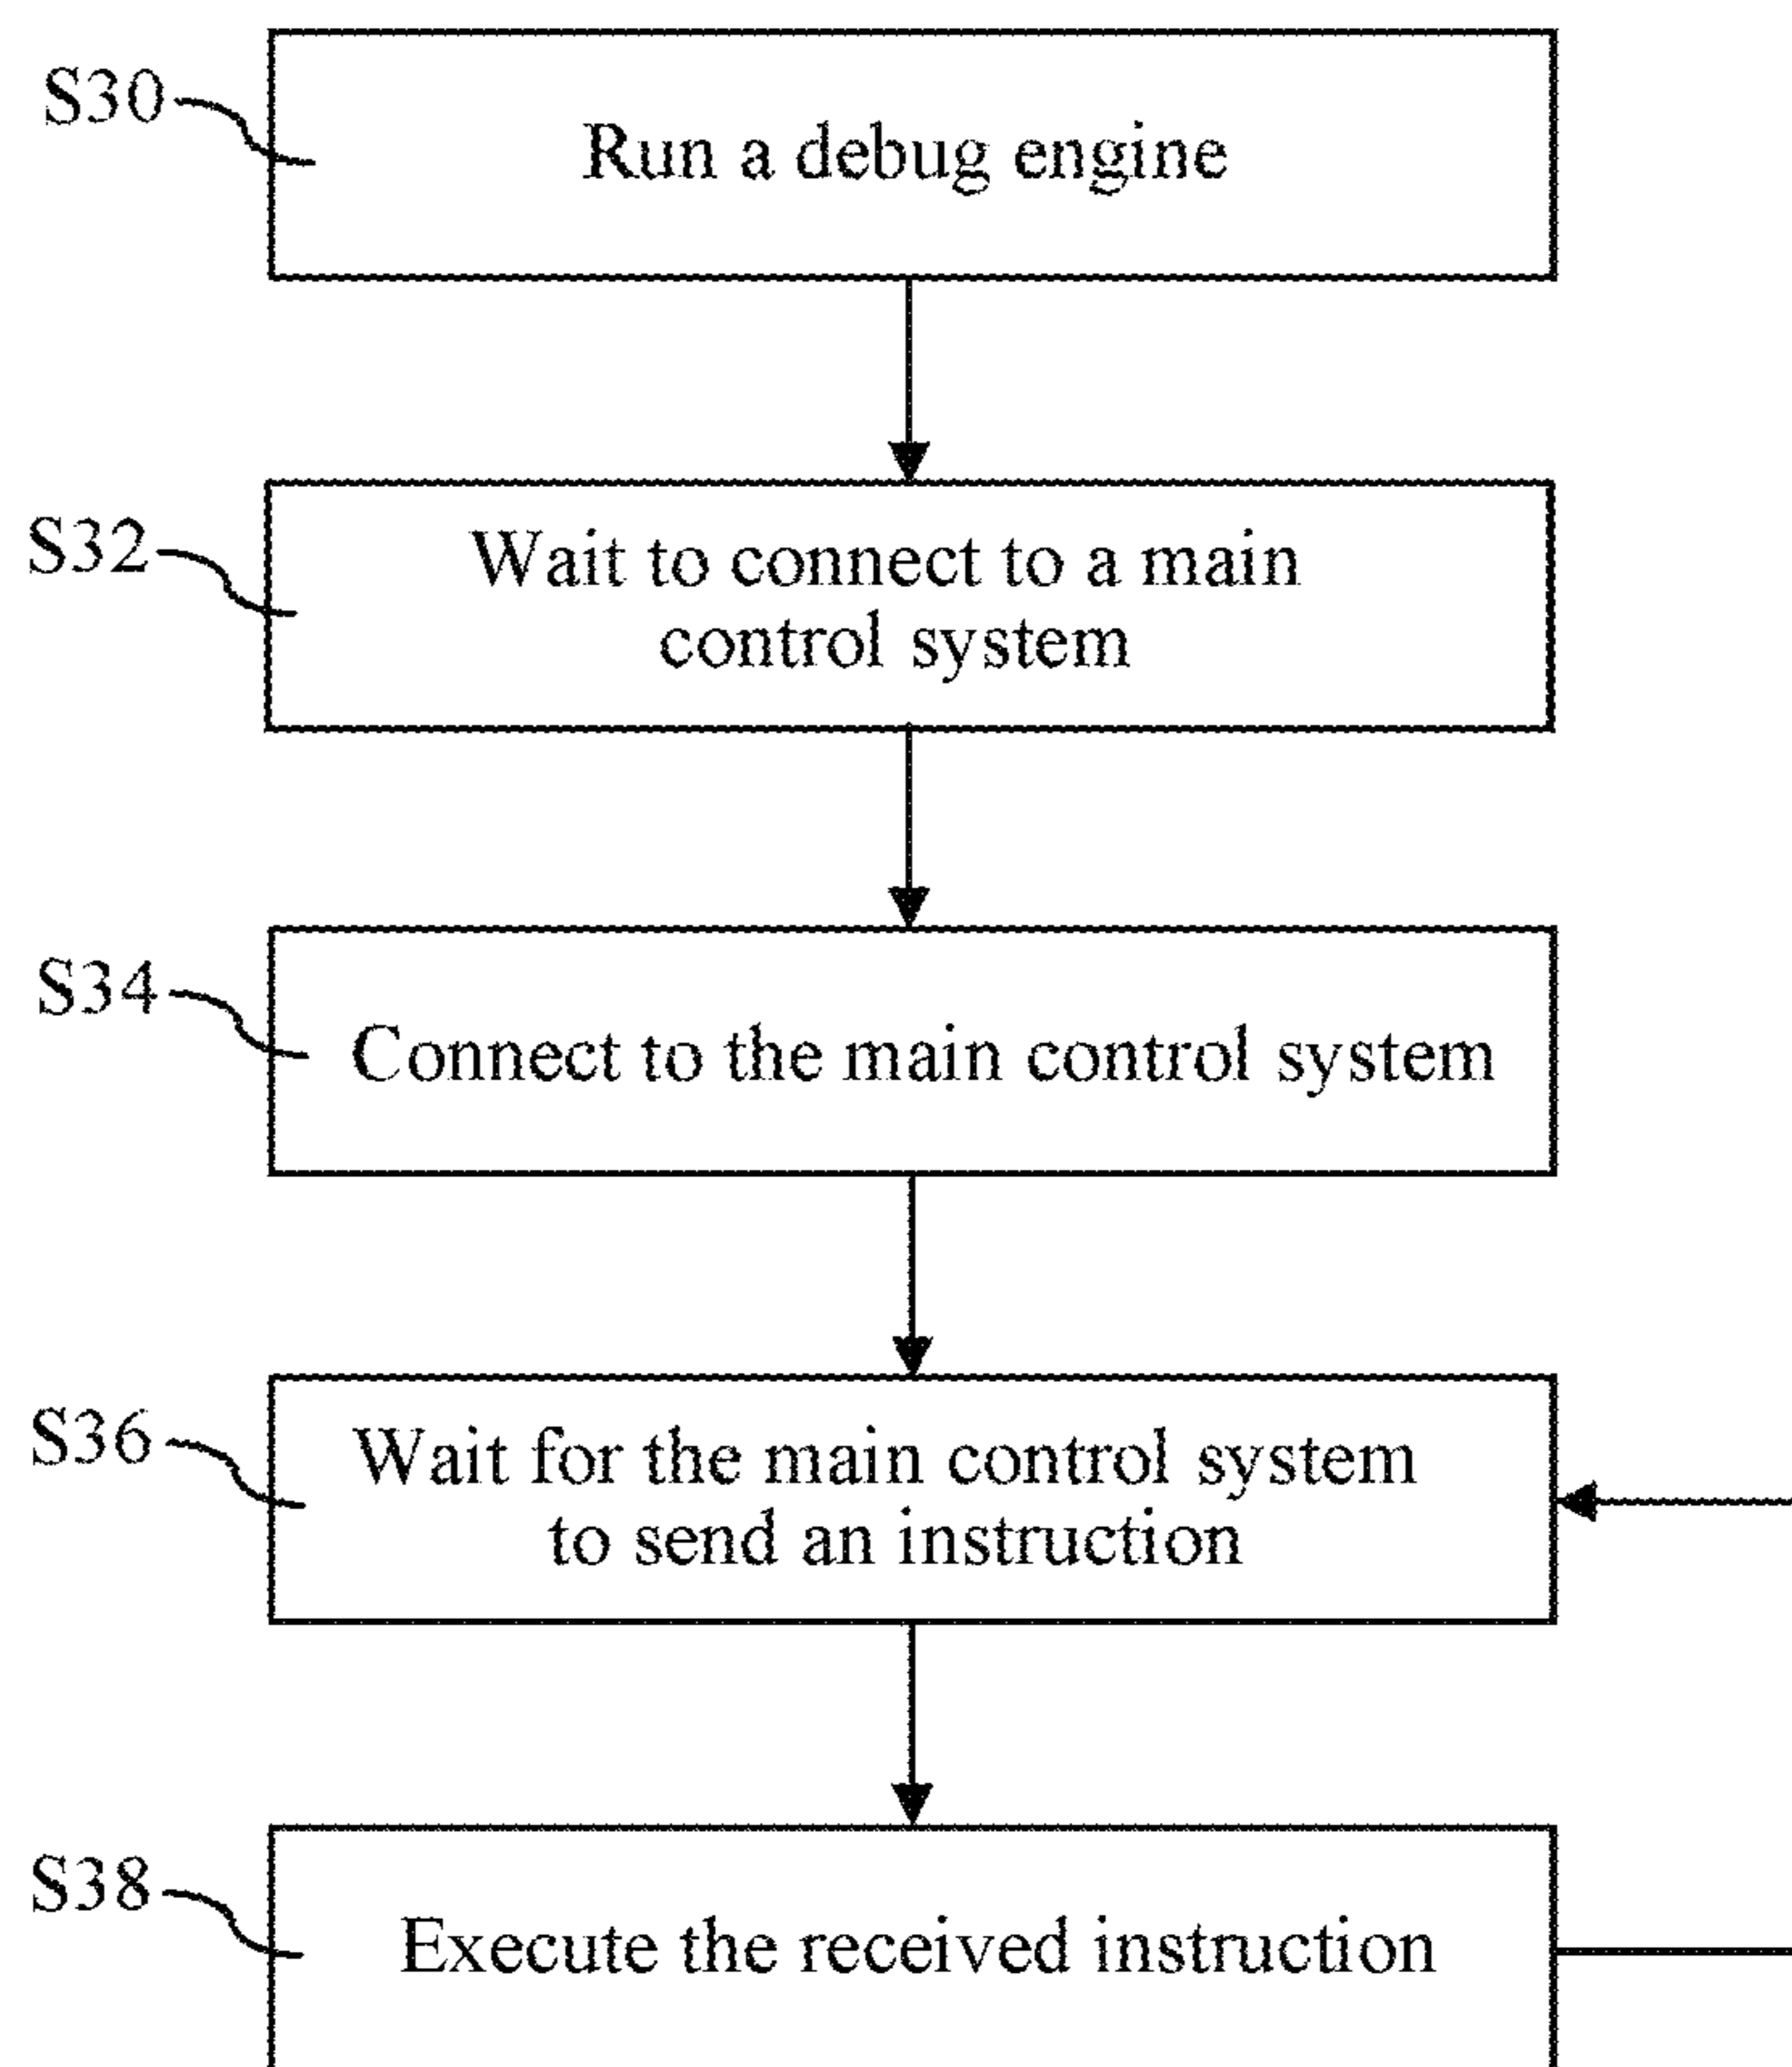 S30
Run a debug engine
S32
Wait to connect to a main
control system
S34
Connect to the main control system
S36
Wait for the main control system
to send an instruction
S38
Execute the received instruction